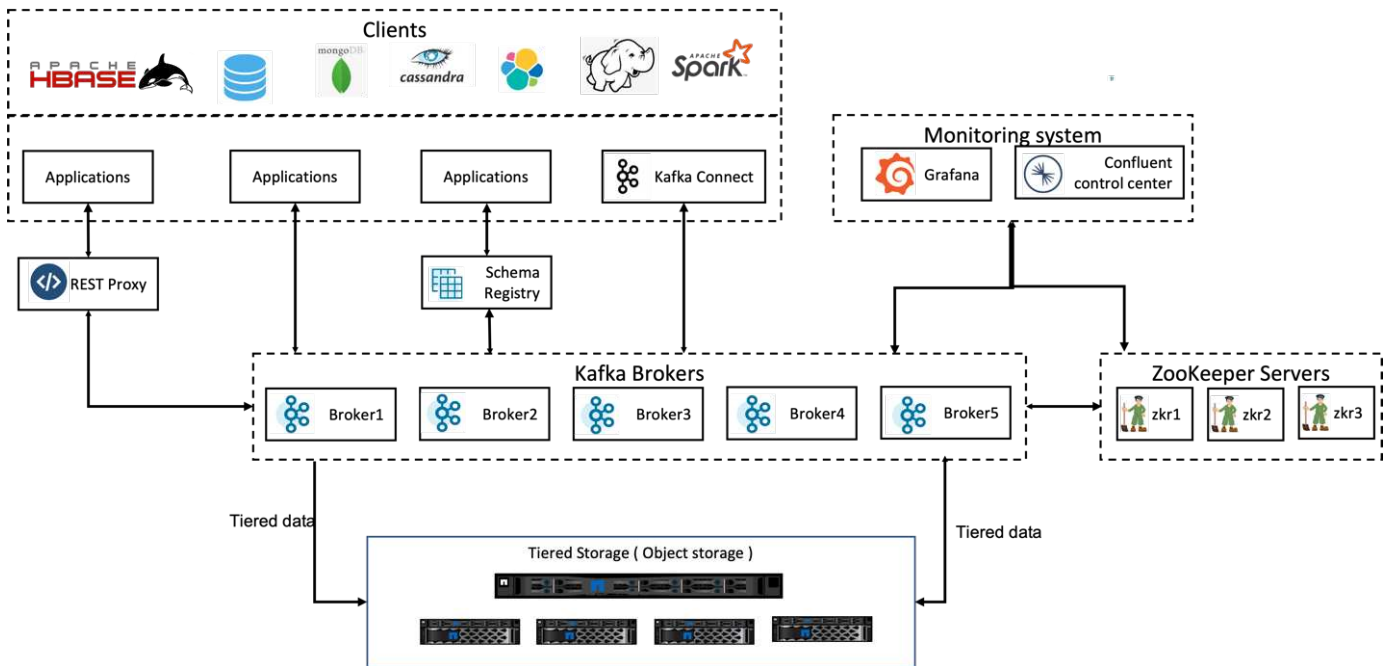 Clients
APACHE
HBASE
mongoDB
cassandra
APACHE
Spark
Monitoring system
Grafana
Confluent
control center
Applications
Applications
Applications
Kafka Connect
REST Proxy
Schema
Registry
Kafka Brokers
Broker1
Broker2
Broker3
Broker4
Broker5
ZooKeeper Servers
zkr1
zkr2
zkr3
Tiered data
Tiered data
Tiered Storage ( Object storage )